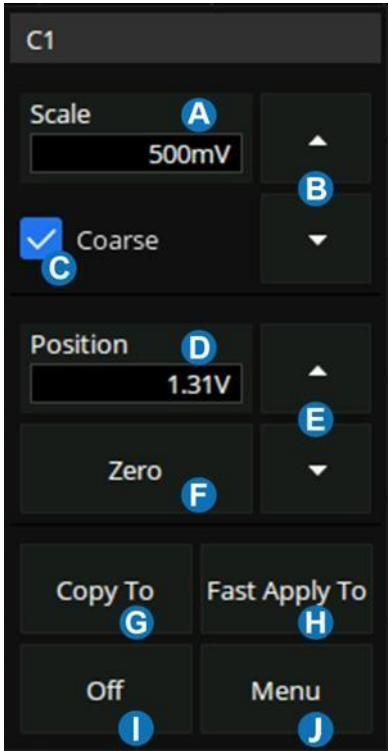 C1
Scale A
500mV
B
Coarse
C
Position D
1.31V
E
Zero
F
Copy To
G
Fast Apply To
H
Off
I
Menu
J